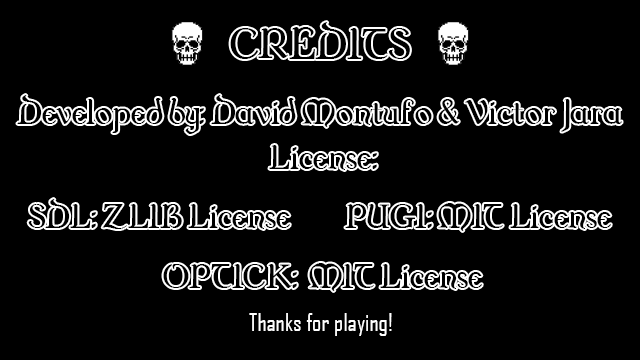 CREDITS
Developed by: David Montufo & Victor Jara
License:
SDL: ZLIB License PUGI: MIT License
OPTICK: MIT License
Thanks for playing!